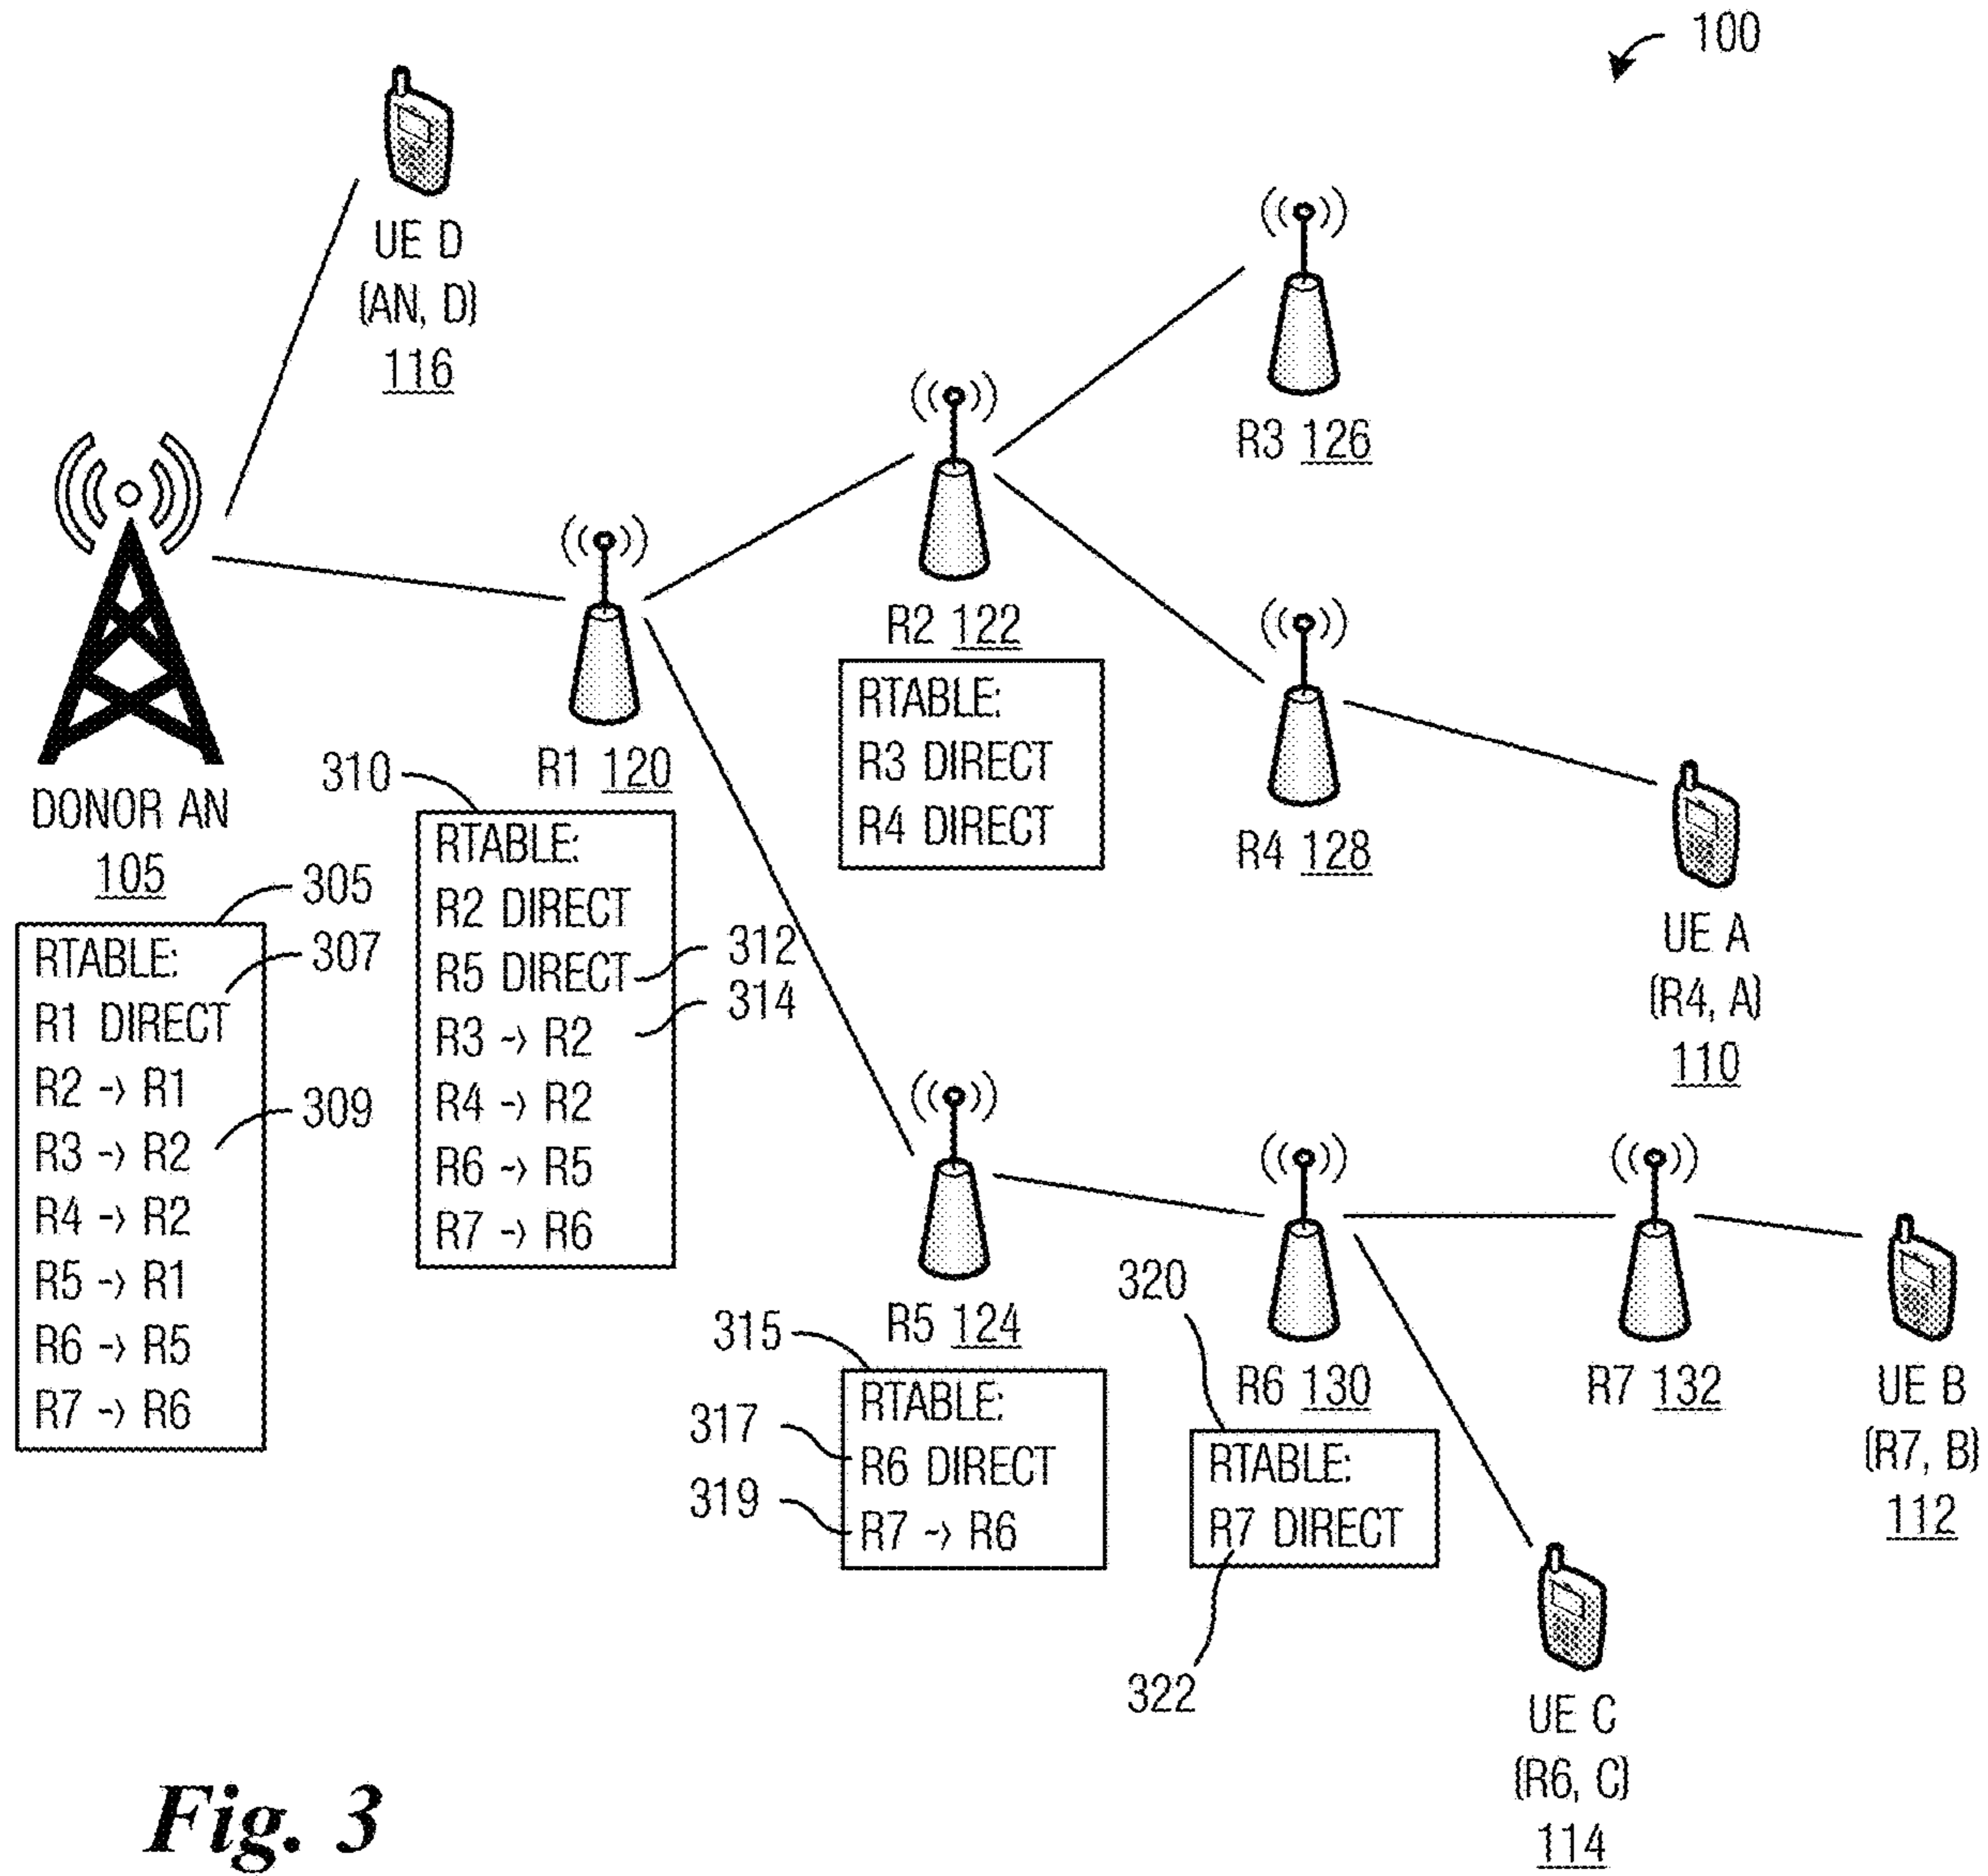 100
UE D
(AN, D)
116
R3 126
R2 122
RTABLE:
R3 DIRECT
R4 DIRECT
R1 120
310
RTABLE:
R2 DIRECT
R5 DIRECT
R3 -> R2
R4 -> R2
R6 -> R5
R7 -> R6
312
314
DONOR AN
105
305
RTABLE:
R1 DIRECT
R2 -> R1
R3 -> R2
R4 -> R2
R5 -> R1
R6 -> R5
R7 -> R6
307
309
R4 128
UE A
(R4, A)
110
R5 124
315
RTABLE:
R6 DIRECT
R7 -> R6
317
319
320
R6 130
RTABLE:
R7 DIRECT
322
R7 132
UE B
(R7, B)
112
UE C
(R6, C)
114
Fig. 3